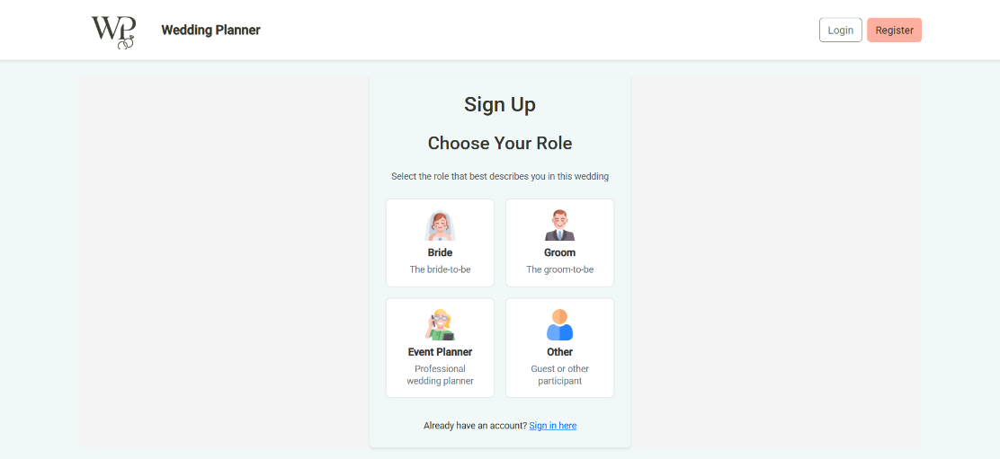 WP
Wedding Planner
Login
Register
Sign Up
Choose Your Role
Select the role that best describes you in this wedding
Bride
The bride-to-be
Groom
The groom-to-be
Event Planner
Professional
wedding planner
Other
Guest or other
participant
Already have an account? Sign in here